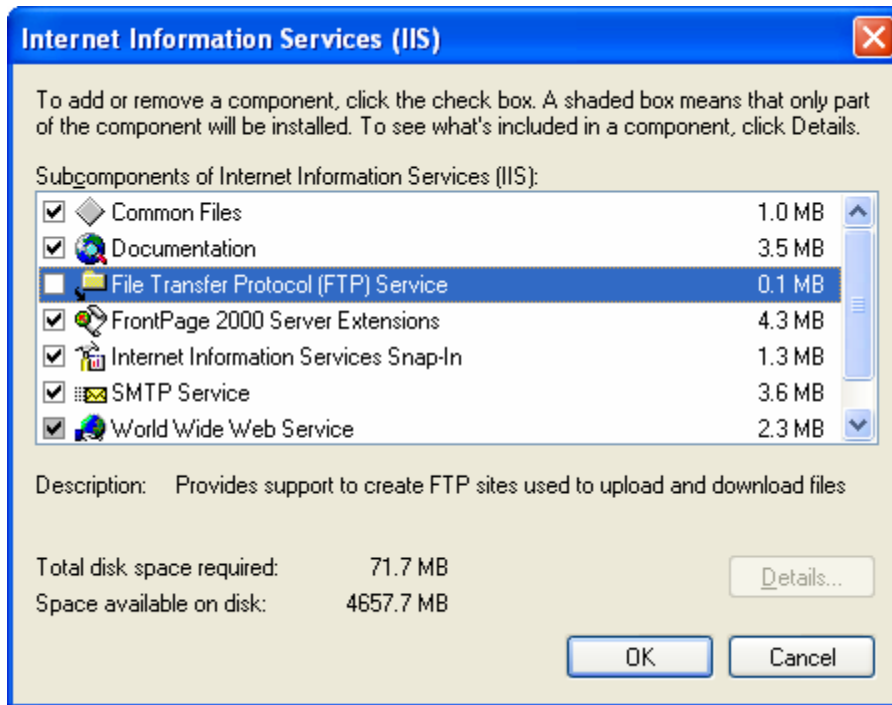 Internet Information Services (IIS)
To add or remove a component, click the check box. A shaded box means that only part
of the component will be installed. To see what's included in a component, click Details.
Subcomponents of Internet Information Services (IIS):
Common Files 1.0 MB
Documentation 3.5 MB
File Transfer Protocol (FTP) Service 0.1 MB
FrontPage 2000 Server Extensions 4.3 MB
Internet Information Services Snap-In 1.3 MB
SMTP Service 3.6 MB
World Wide Web Service 2.3 MB
Description: Provides support to create FTP sites used to upload and download files
Total disk space required: 71.7 MB
Space available on disk: 4657.7 MB
Details...
OK Cancel